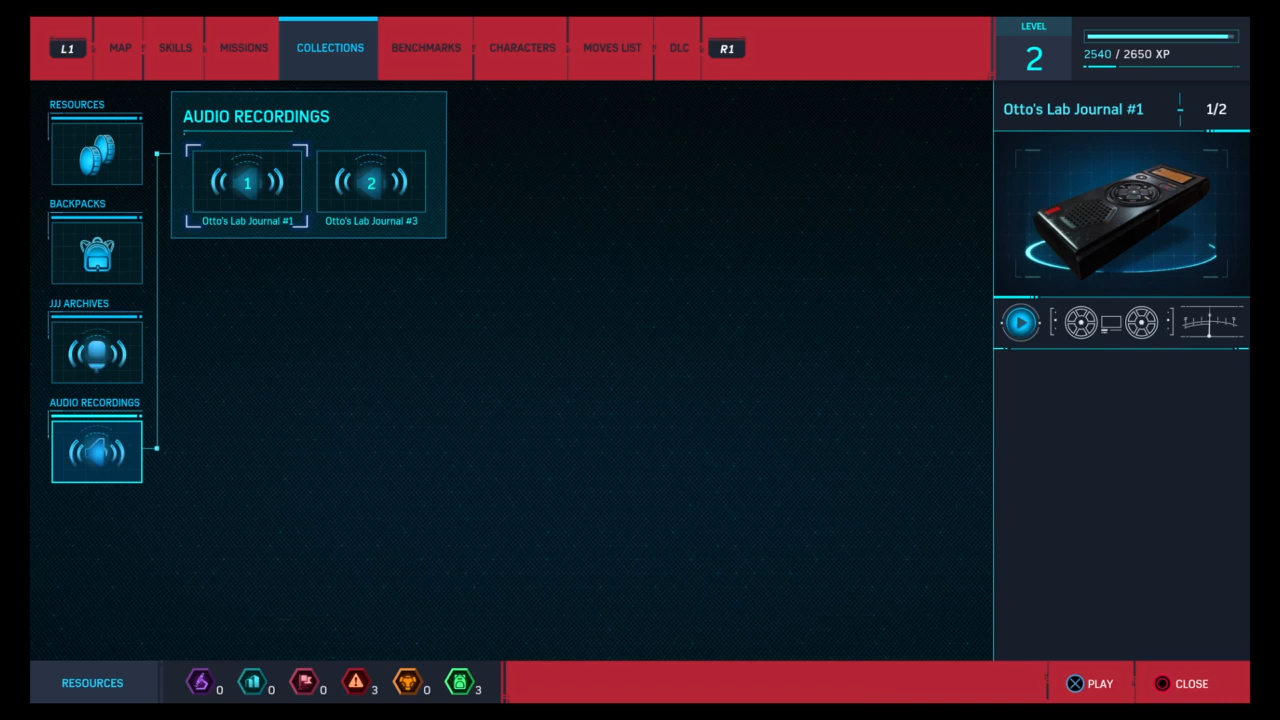 L1
MAP
SKILLS
MISSIONS
COLLECTIONS
BENCHMARKS
CHARACTERS
MOVES LIST
DLC
R1
LEVEL
2
2540 / 2650 XP
RESOURCES
BACKPACKS
JJJ ARCHIVES
AUDIO RECORDINGS
AUDIO RECORDINGS
1
2
Otto's Lab Journal #1
Otto's Lab Journal #3
Otto's Lab Journal #1
1/2
RESOURCES
0
0
0
3
0
3
PLAY
CLOSE